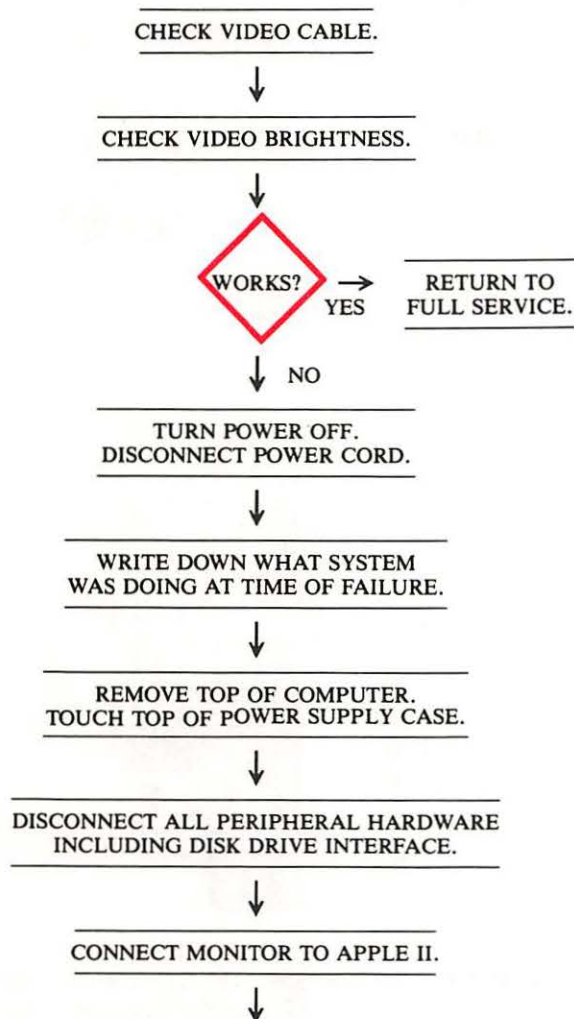 CHECK VIDEO CABLE.
CHECK VIDEO BRIGHTNESS.
WORKS?
YES
RETURN TO
FULL SERVICE.
NO
TURN POWER OFF.
DISCONNECT POWER CORD.
WRITE DOWN WHAT SYSTEM
WAS DOING AT TIME OF FAILURE.
REMOVE TOP OF COMPUTER.
TOUCH TOP OF POWER SUPPLY CASE.
DISCONNECT ALL PERIPHERAL HARDWARE
INCLUDING DISK DRIVE INTERFACE.
CONNECT MONITOR TO APPLE II.